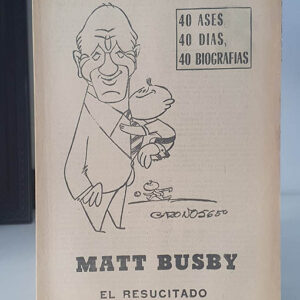 40 ASES
40 DIAS,
40 BIOGRAFIAS
MATT BUSBY
EL RESUCITADO